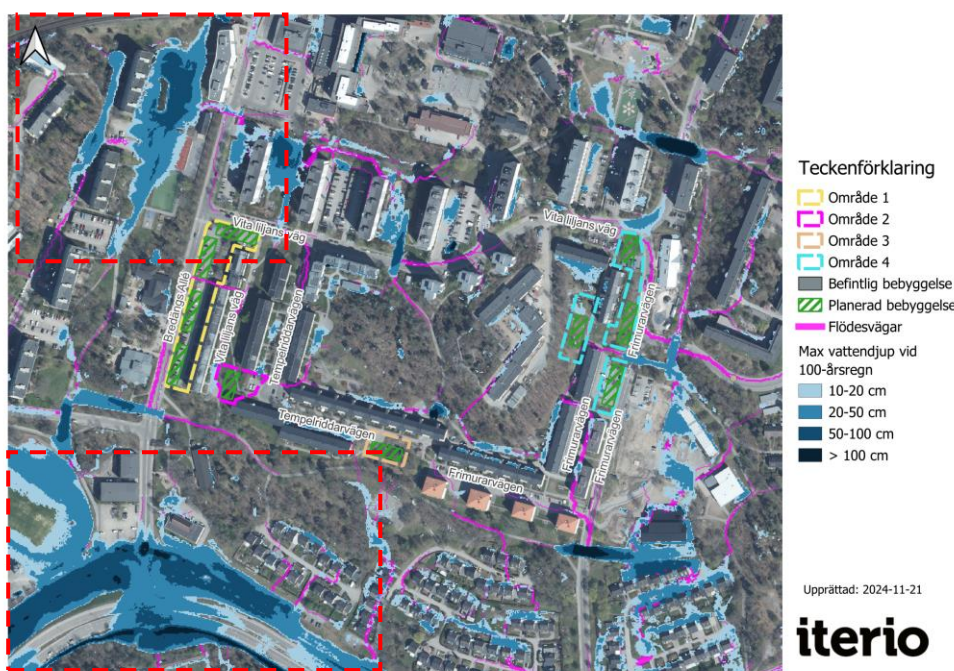 Vita liljans väg
Vita liljans väg
Bredängs Allé
Vita liljans väg
Tempelriddarvägen
Frimurarvägen
Tempelriddarvägen
Frimurarvägen
Frimurarvägen
Frimurarvägen
Teckenförklaring
Område 1
Område 2
Område 3
Område 4
Befintlig bebyggelse
Planerad bebyggelse
Flödesvägar
Max vattendjup vid
100-årsregn
10-20 cm
20-50 cm
50-100 cm
> 100 cm
Upprättad: 2024-11-21
iterio